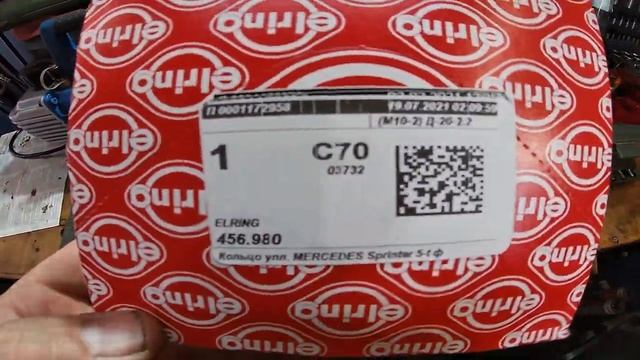 elring
П 0001172958 19.07.2021 02:09:59
(М10-2) Д-20-2.2
1
C70
03732
ELRING
456.980
Кольцо упл. MERCEDES Sprinter 5-t ф